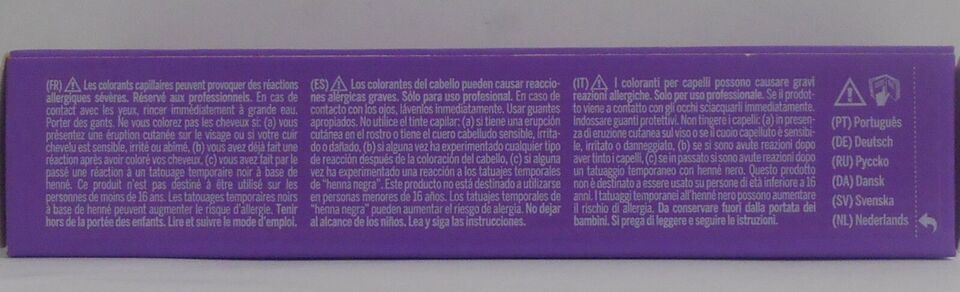 (FR) Les colorants capillaires peuvent provoquer des réactions
allergiques sévères. Réservé aux professionnels. En cas de
contact avec les yeux, rincer immédiatement à grande eau.
Porter des gants. Ne vous colorez pas les cheveux si: (a) vous
présentez une éruption cutanée sur le visage ou si votre cuir
chevelu est sensible, irrité ou abîmé, (b) vous avez déjà fait une
réaction après avoir coloré vos cheveux, (c) vous avez fait par le
passé une réaction à un tatouage temporaire noir à base de
henné. Ce produit n'est pas destiné à être utilisé sur les
personnes de moins de 16 ans. Les tatouages temporaires noirs
à base de henné peuvent augmenter le risque d'allergie. Tenir
hors de la portée des enfants. Lire et suivre le mode d'emploi.
(ES) Los colorantes del cabello pueden causar reaccio-
nes alérgicas graves. Sólo para uso profesional. En caso de
contacto con los ojos, lávense inmediatamente. Usar guantes
apropiados. No utilice el tinte capilar: (a) si tiene una erupción
cutánea en el rostro o tiene el cuero cabelludo sensible, irrita-
do o dañado, (b) si alguna vez ha experimentado cualquier tipo
de reacción después de la coloración del cabello, (c) si alguna
vez ha experimentado una reacción a los tatuajes temporales
de "henna negra". Este producto no está destinado a utilizarse
en personas menores de 16 años. Los tatuajes temporales de
"henna negra" pueden aumentar el riesgo de alergia. No dejar
al alcance de los niños. Lea y siga las instrucciones.
(IT) I coloranti per capelli possono causare gravi
reazioni allergiche. Solo per uso professionale. Se il prodot-
to viene a contatto con gli occhi sciacquarli immediatamente.
Indossare guanti protettivi. Non tingere i capelli: (a) in presen-
za di eruzione cutanea sul viso o se il cuoio capelluto è sensibi-
le, irritato o danneggiato, (b) se si sono avute reazioni dopo
aver tinto i capelli, (c) se in passato si sono avute reazioni dopo
un tatuaggio temporaneo con henné nero. Questo prodotto
non è destinato a essere usato su persone di età inferiore a 16
anni. I tatuaggi temporanei all'henné nero possono aumentare
il rischio di allergia. Da conservare fuori dalla portata dei
bambini. Si prega di leggere e seguire le istruzioni.
(PT) Português
(DE) Deutsch
(RU) Русско
(DA) Dansk
(SV) Svenska
(NL) Nederlands